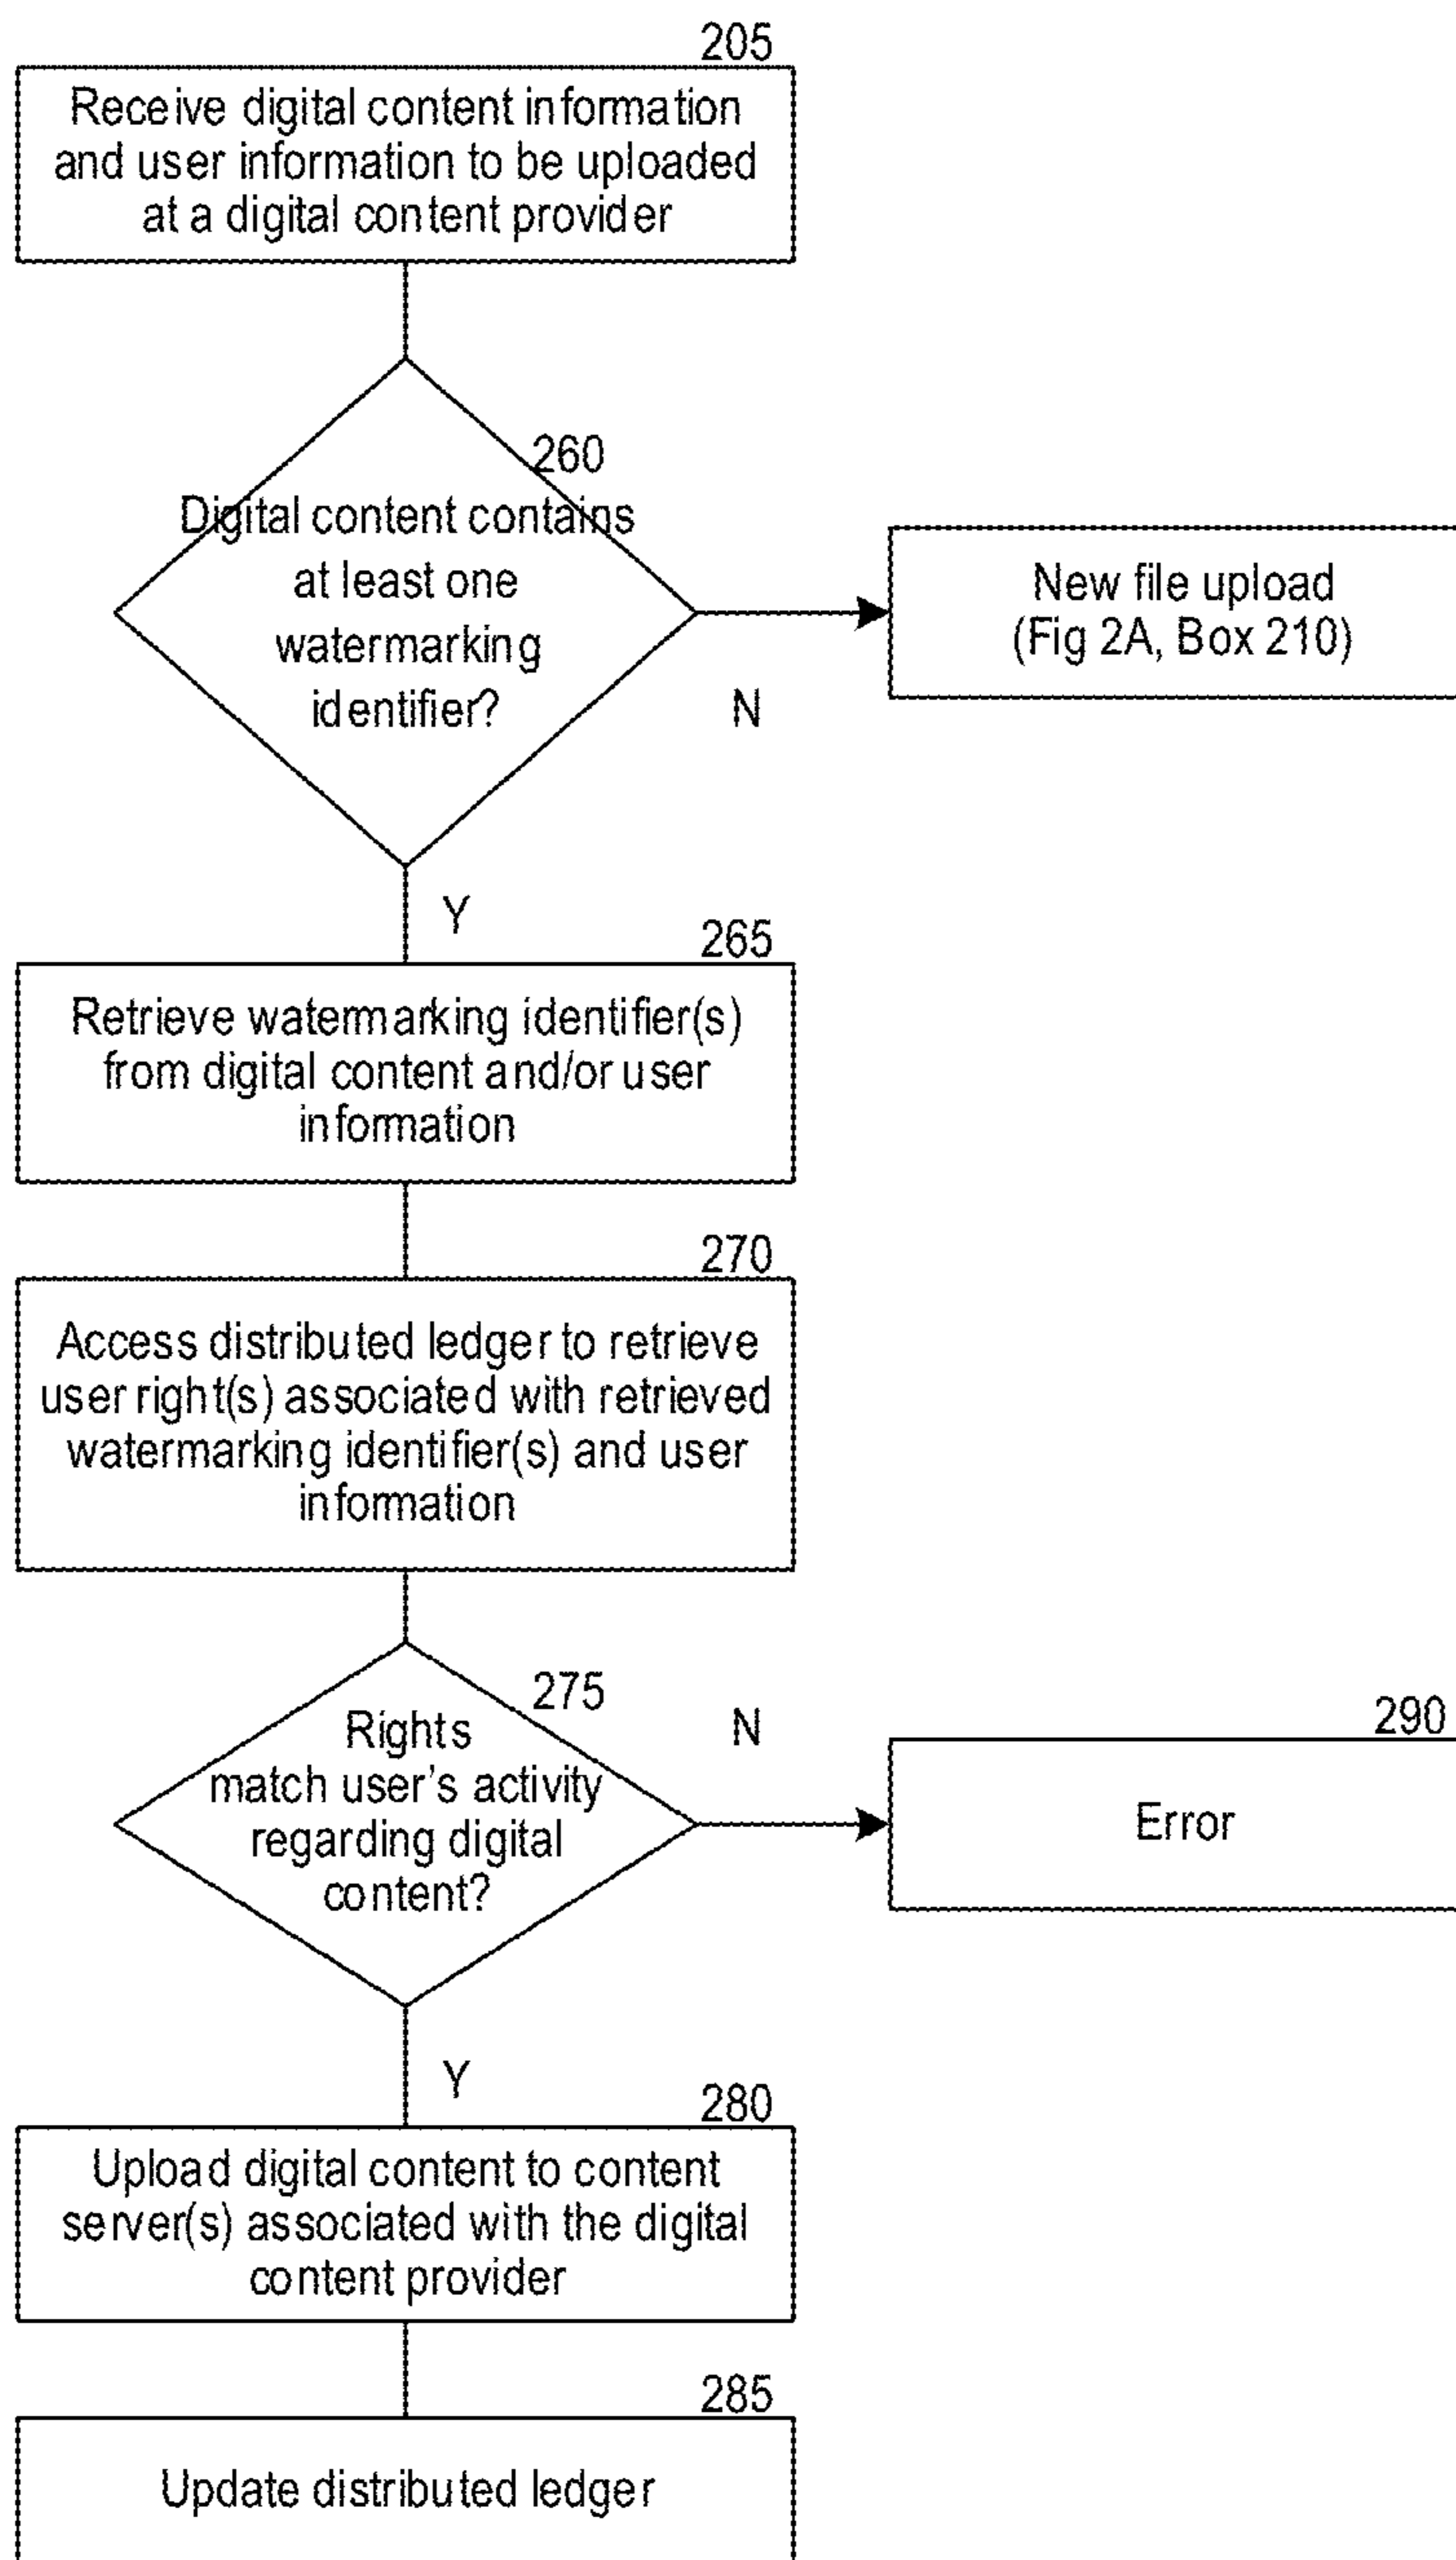 205
Receive digital content information
and user information to be uploaded
at a digital content provider
260
Digital content contains
at least one
watermarking
identifier?
New file upload
(Fig 2A, Box 210)
N
Y
265
Retrieve watermarking identifier(s)
from digital content and/or user
information
270
Access distributed ledger to retrieve
user right(s) associated with retrieved
watermarking identifier(s) and user
information
275
Rights
match user's activity
regarding digital
content?
N
290
Error
Y
280
Upload digital content to content
server(s) associated with the digital
content provider
285
Update distributed ledger